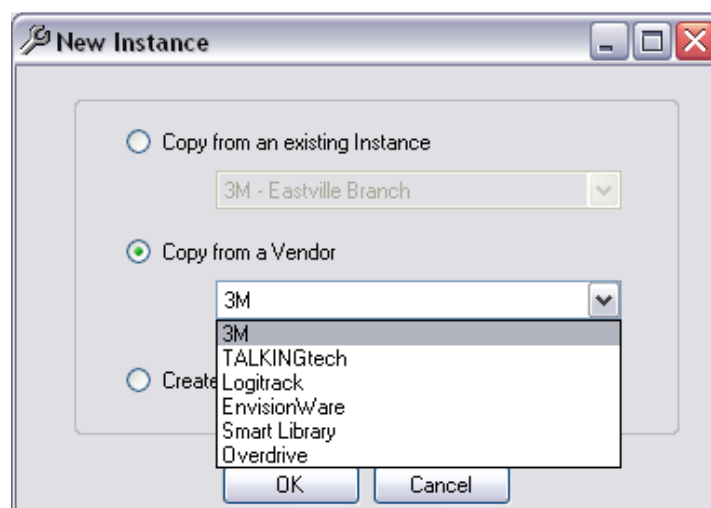 New Instance
Copy from an existing Instance
3M - Eastville Branch
Copy from a Vendor
3M
3M
TALKINGtech
Create
Logitrack
EnvisionWare
Smart Library
Overdrive
OK
Cancel